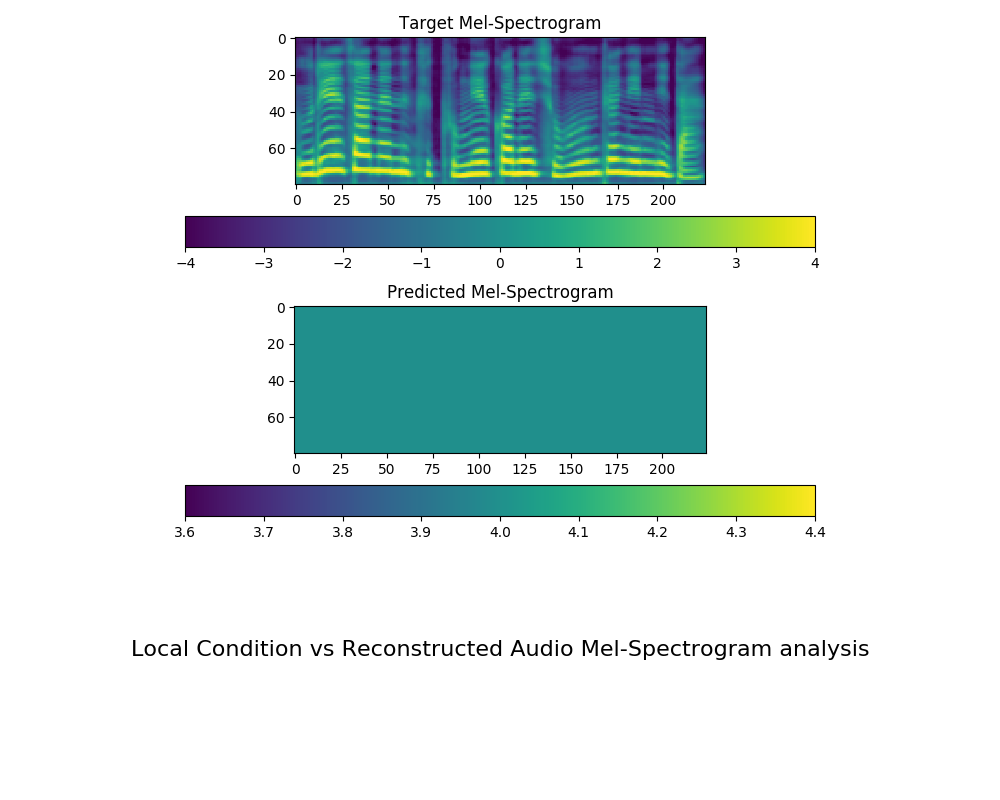 Target Mel-Spectrogram
0
20
40
60
0 25 50 75 100 125 150 175 200
−4 −3 −2 −1 0 1 2 3 4
Predicted Mel-Spectrogram
0
20
40
60
0 25 50 75 100 125 150 175 200
3.6 3.7 3.8 3.9 4.0 4.1 4.2 4.3 4.4
Local Condition vs Reconstructed Audio Mel-Spectrogram analysis